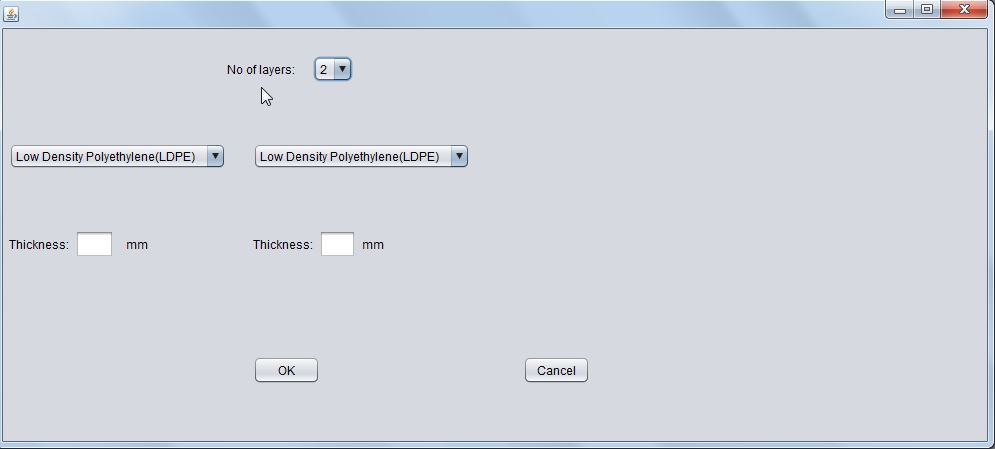 No of layers: 2
Low Density Polyethylene(LDPE) Low Density Polyethylene(LDPE)
Thickness: mm Thickness: mm
OK Cancel